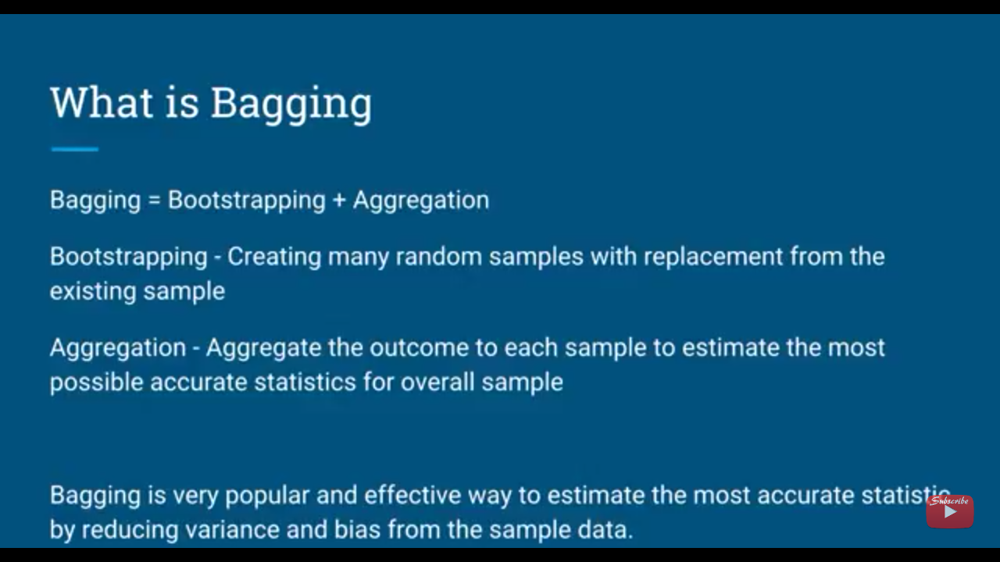 What is Bagging
Bagging = Bootstrapping + Aggregation
Bootstrapping - Creating many random samples with replacement from the
existing sample
Aggregation - Aggregate the outcome to each sample to estimate the most
possible accurate statistics for overall sample
Bagging is very popular and effective way to estimate the most accurate statistic
by reducing variance and bias from the sample data.
Subscribe